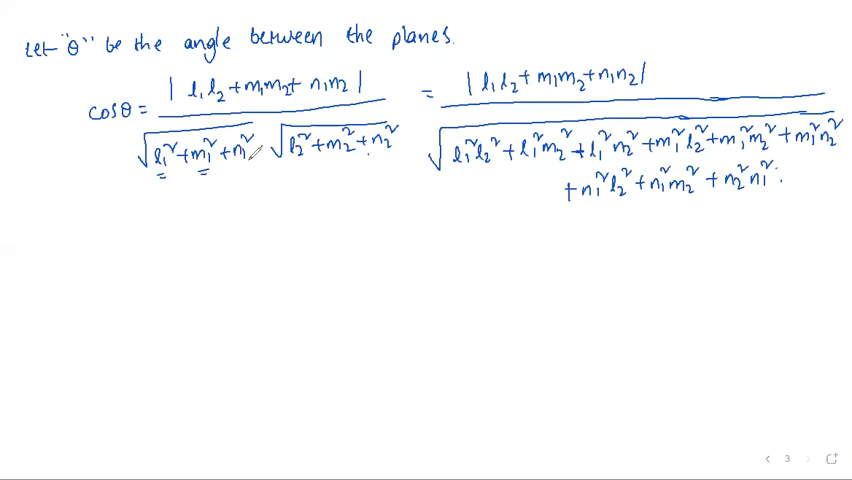 Let "θ" be the angle between the planes.
cosθ = | l₁l₂ + m₁m₂ + n₁n₂ | / √(l₁² + m₁² + n₁²) √(l₂² + m₂² + n₂²) = | l₁l₂ + m₁m₂ + n₁n₂ | / √(l₁²l₂² + l₁²m₂² + l₁²n₂² + m₁²l₂² + m₁²m₂² + m₁²n₂²
+ n₁²l₂² + n₁²m₂² + n₂²n₁²)
3